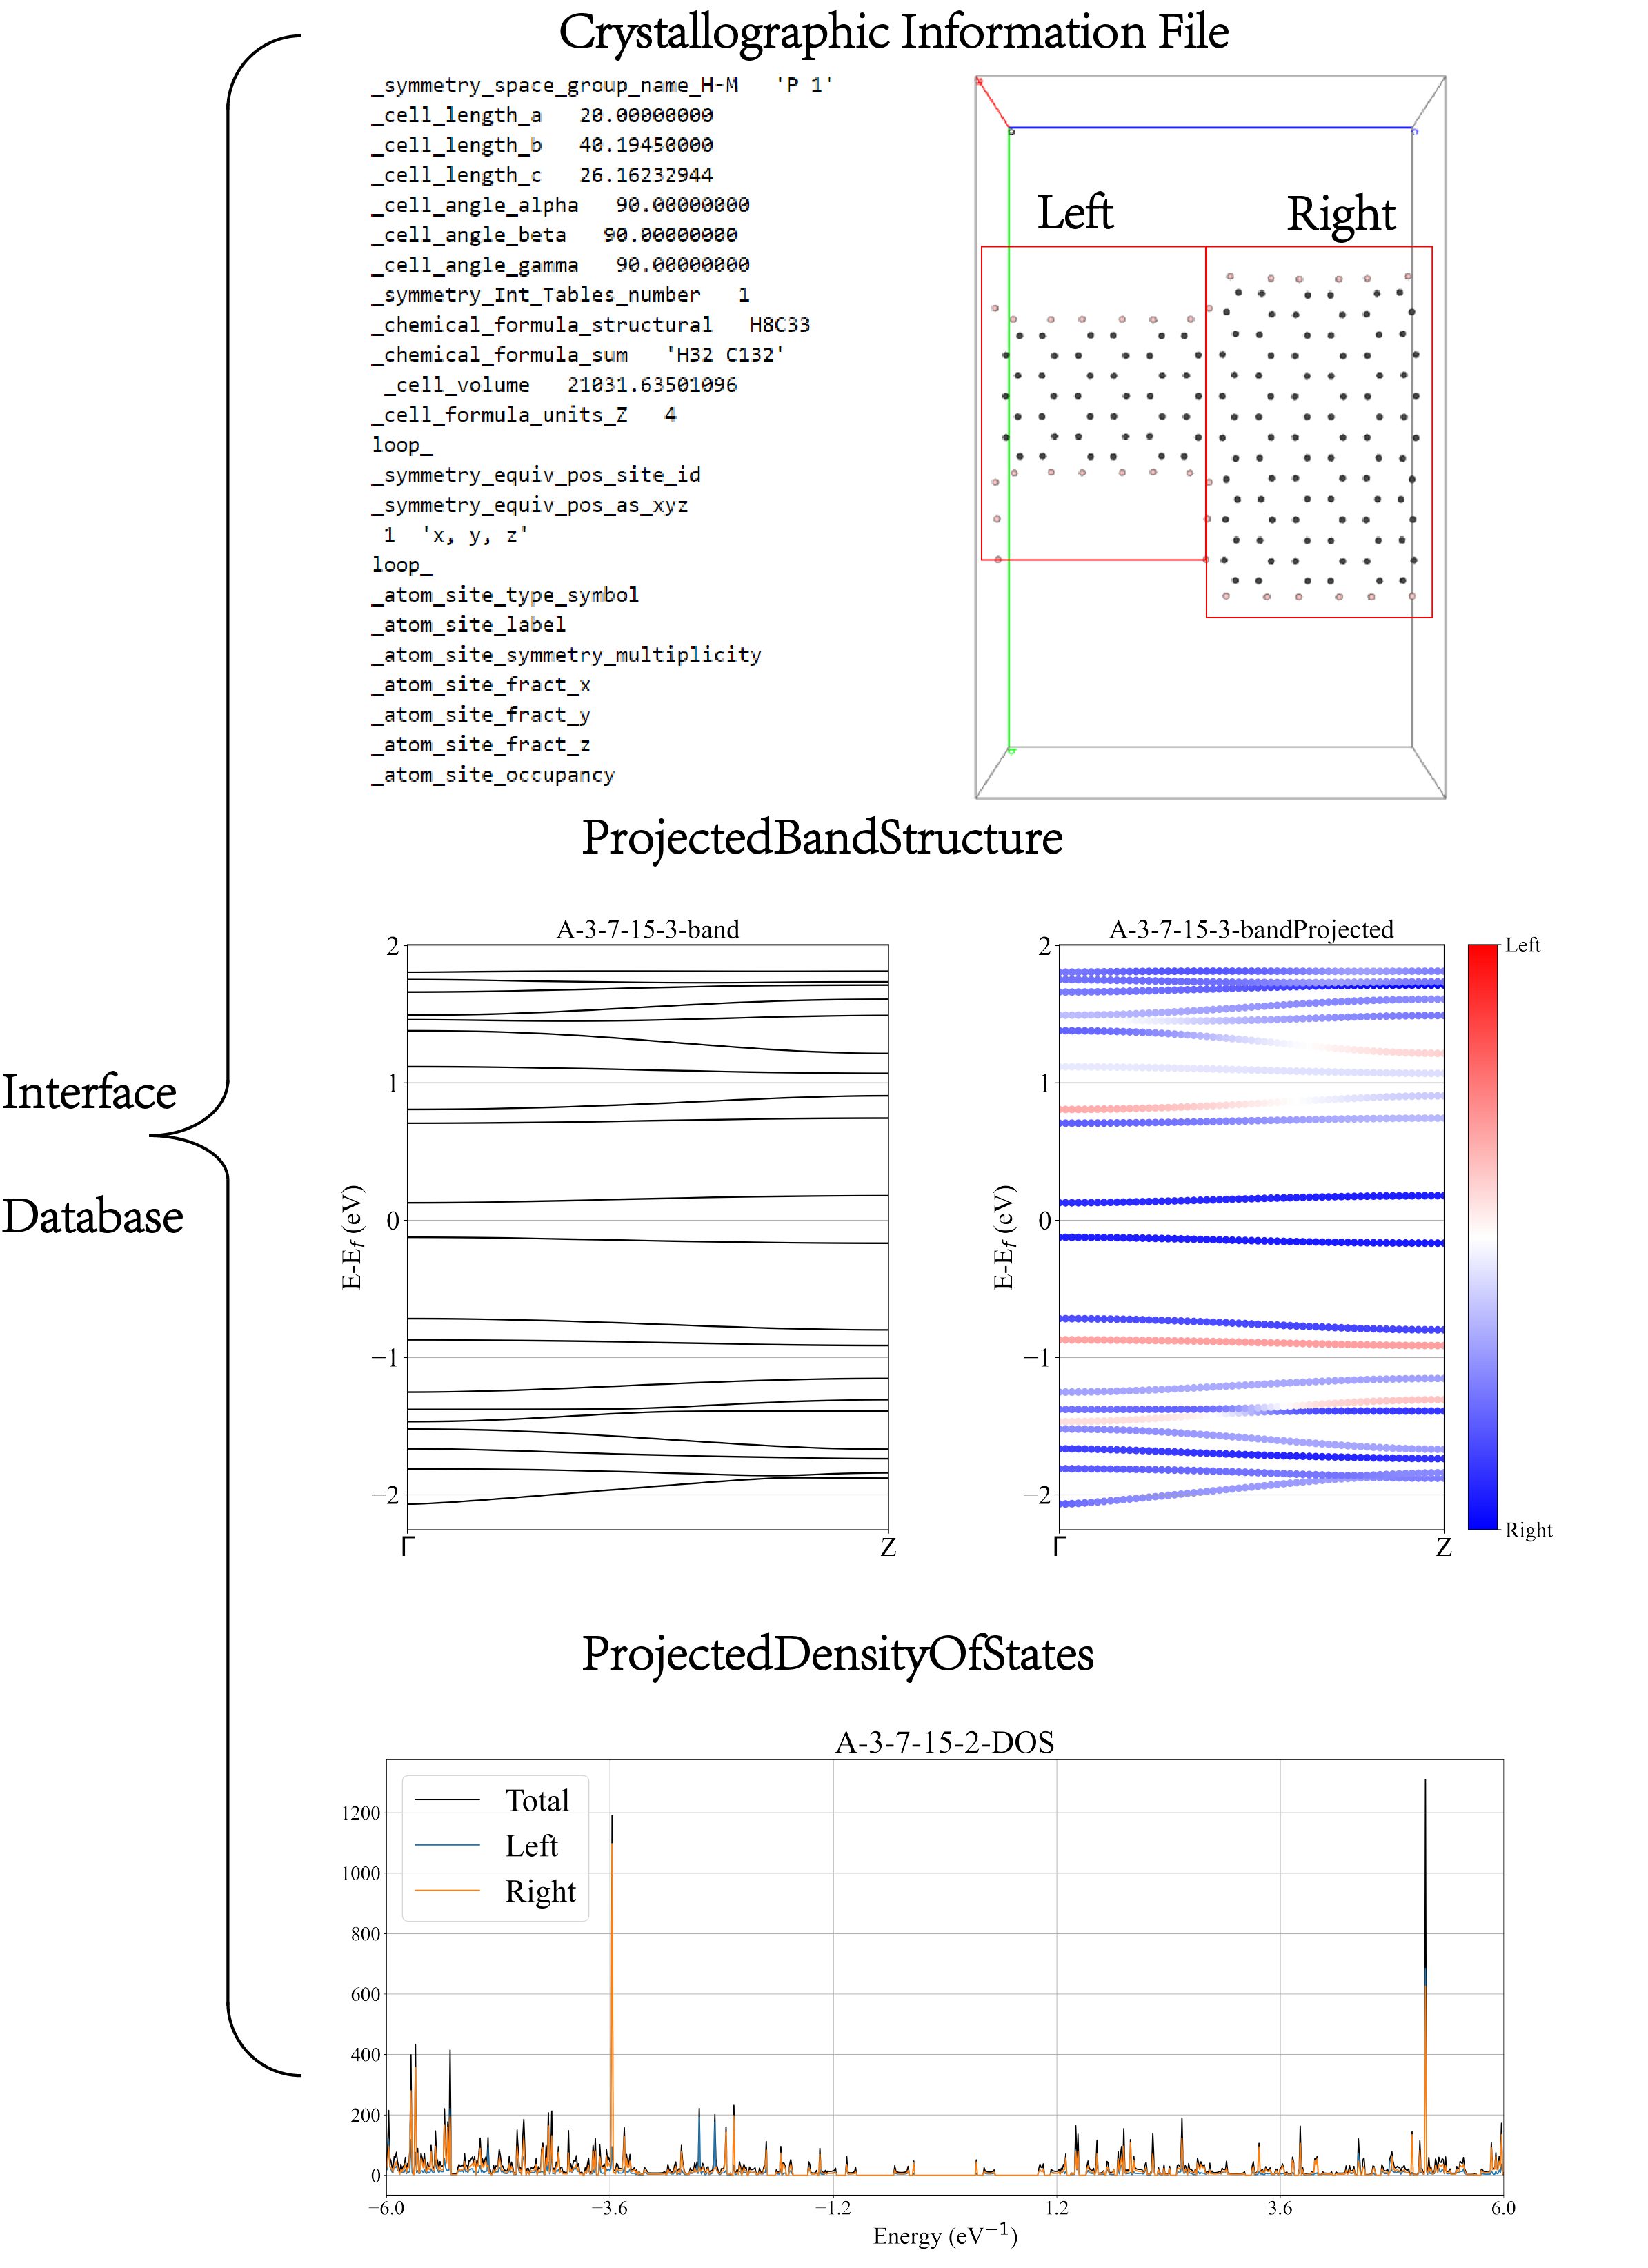 Crystallographic Information File
_symmetry_space_group_name_H-M 'P 1'
_cell_length_a 20.00000000
_cell_length_b 40.19450000
_cell_length_c 26.16232944
_cell_angle_alpha 90.00000000
_cell_angle_beta 90.00000000
_cell_angle_gamma 90.00000000
_symmetry_Int_Tables_number 1
_chemical_formula_structural H8C33
_chemical_formula_sum 'H32 C132'
_cell_volume 21031.63501096
_cell_formula_units_Z 4
loop_
_symmetry_equiv_pos_site_id
_symmetry_equiv_pos_as_xyz
1 'x, y, z'
loop_
_atom_site_type_symbol
_atom_site_label
_atom_site_symmetry_multiplicity
_atom_site_fract_x
_atom_site_fract_y
_atom_site_fract_z
_atom_site_occupancy
Left
Right
Interface
Database
ProjectedBandStructure
A-3-7-15-3-band
2
1
0
−1
−2
E-E_f (eV)
Γ
Z
A-3-7-15-3-bandProjected
2
1
0
−1
−2
E-E_f (eV)
Γ
Z
Left
Right
ProjectedDensityOfStates
A-3-7-15-2-DOS
Total
Left
Right
1200
1000
800
600
400
200
0
−6.0
−3.6
−1.2
1.2
3.6
6.0
Energy (eV⁻¹)